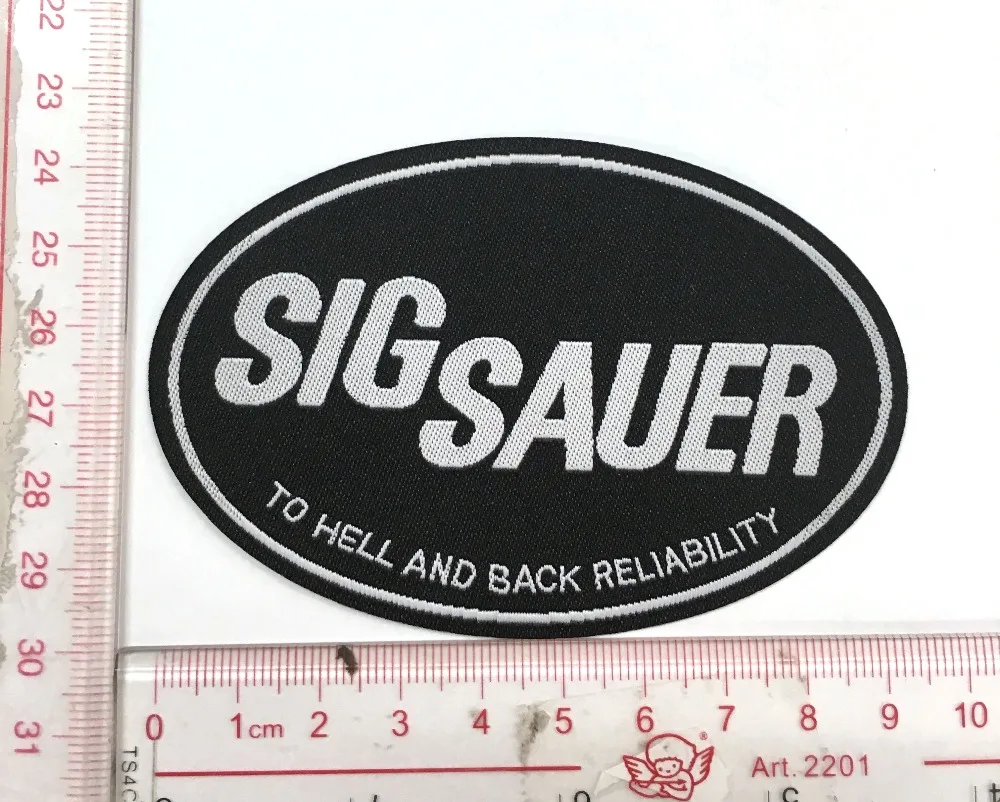 SIG
SAUER
TO HELL AND BACK RELIABILITY
22
23
24
25
26
27
28
29
30
31
0 1cm 2 3 4 5 6 7 8 9 10
Art. 2201
®